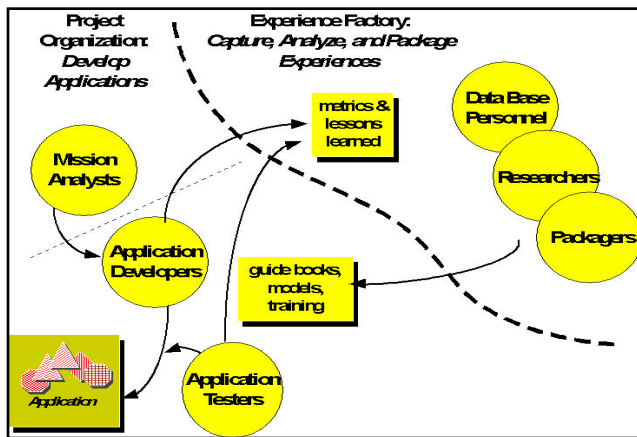 Project
Organization:
Develop
Applications
Experience Factory:
Capture, Analyze, and Package
Experiences
metrics &
lessons
learned
Data Base
Personnel
Mission
Analysts
Researchers
Packagers
Application
Developers
guide books,
models,
training
Application
Application
Testers